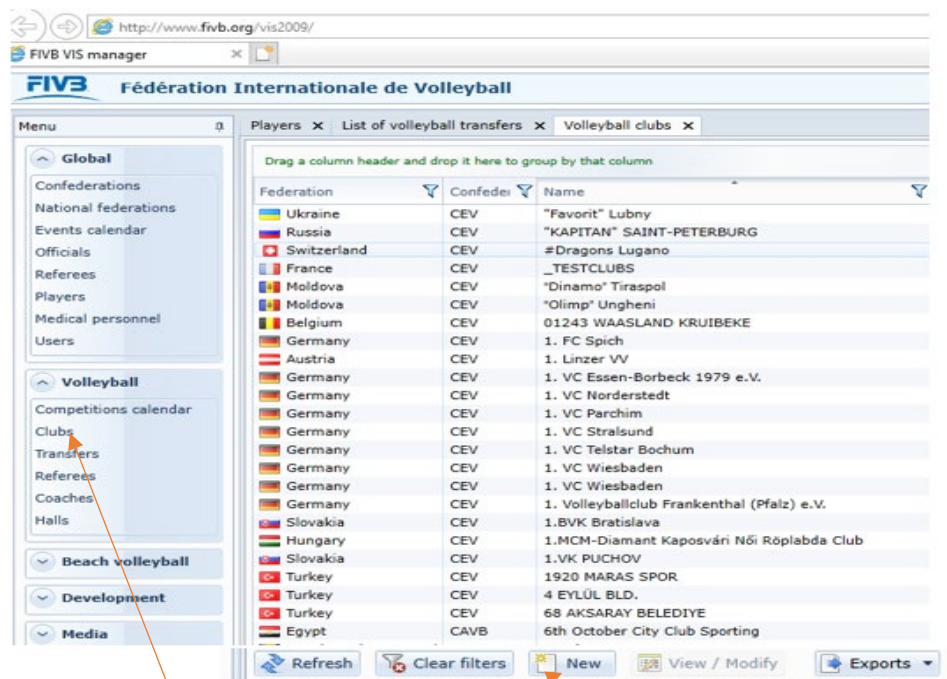 http://www.fivb.org/vis2009/
FIVB VIS manager
FIVB Fédération Internationale de Volleyball
Menu
Players List of volleyball transfers Volleyball clubs
Global
Confederations
National federations
Events calendar
Officials
Referees
Players
Medical personnel
Users
Volleyball
Competitions calendar
Clubs
Transfers
Referees
Coaches
Halls
Beach volleyball
Development
Media
Drag a column header and drop it here to group by that column
Federation Confeder Name
Ukraine CEV "Favorit" Lubny
Russia CEV "KAPITAN" SAINT-PETERBURG
Switzerland CEV #Dragons Lugano
France CEV _TESTCLUBS
Moldova CEV "Dinamo" Tiraspol
Moldova CEV "Olimp" Ungheni
Belgium CEV 01243 WAASLAND KRUIBEKE
Germany CEV 1. FC Spich
Austria CEV 1. Linzer VV
Germany CEV 1. VC Essen-Borbeck 1979 e.V.
Germany CEV 1. VC Norderstedt
Germany CEV 1. VC Parchim
Germany CEV 1. VC Stralsund
Germany CEV 1. VC Telstar Bochum
Germany CEV 1. VC Wiesbaden
Germany CEV 1. VC Wiesbaden
Germany CEV 1. Volleyballclub Frankenthal (Pfalz) e.V.
Slovakia CEV 1.BVK Bratislava
Hungary CEV 1.MCM-Diamant Kaposvári Női Röplabda Club
Slovakia CEV 1.VK PUCHOV
Turkey CEV 1920 MARAS SPOR
Turkey CEV 4 EYLÜL BLD.
Turkey CEV 68 AKSARAY BELEDIYE
Egypt CAVB 6th October City Club Sporting
Refresh Clear filters New View / Modify Exports